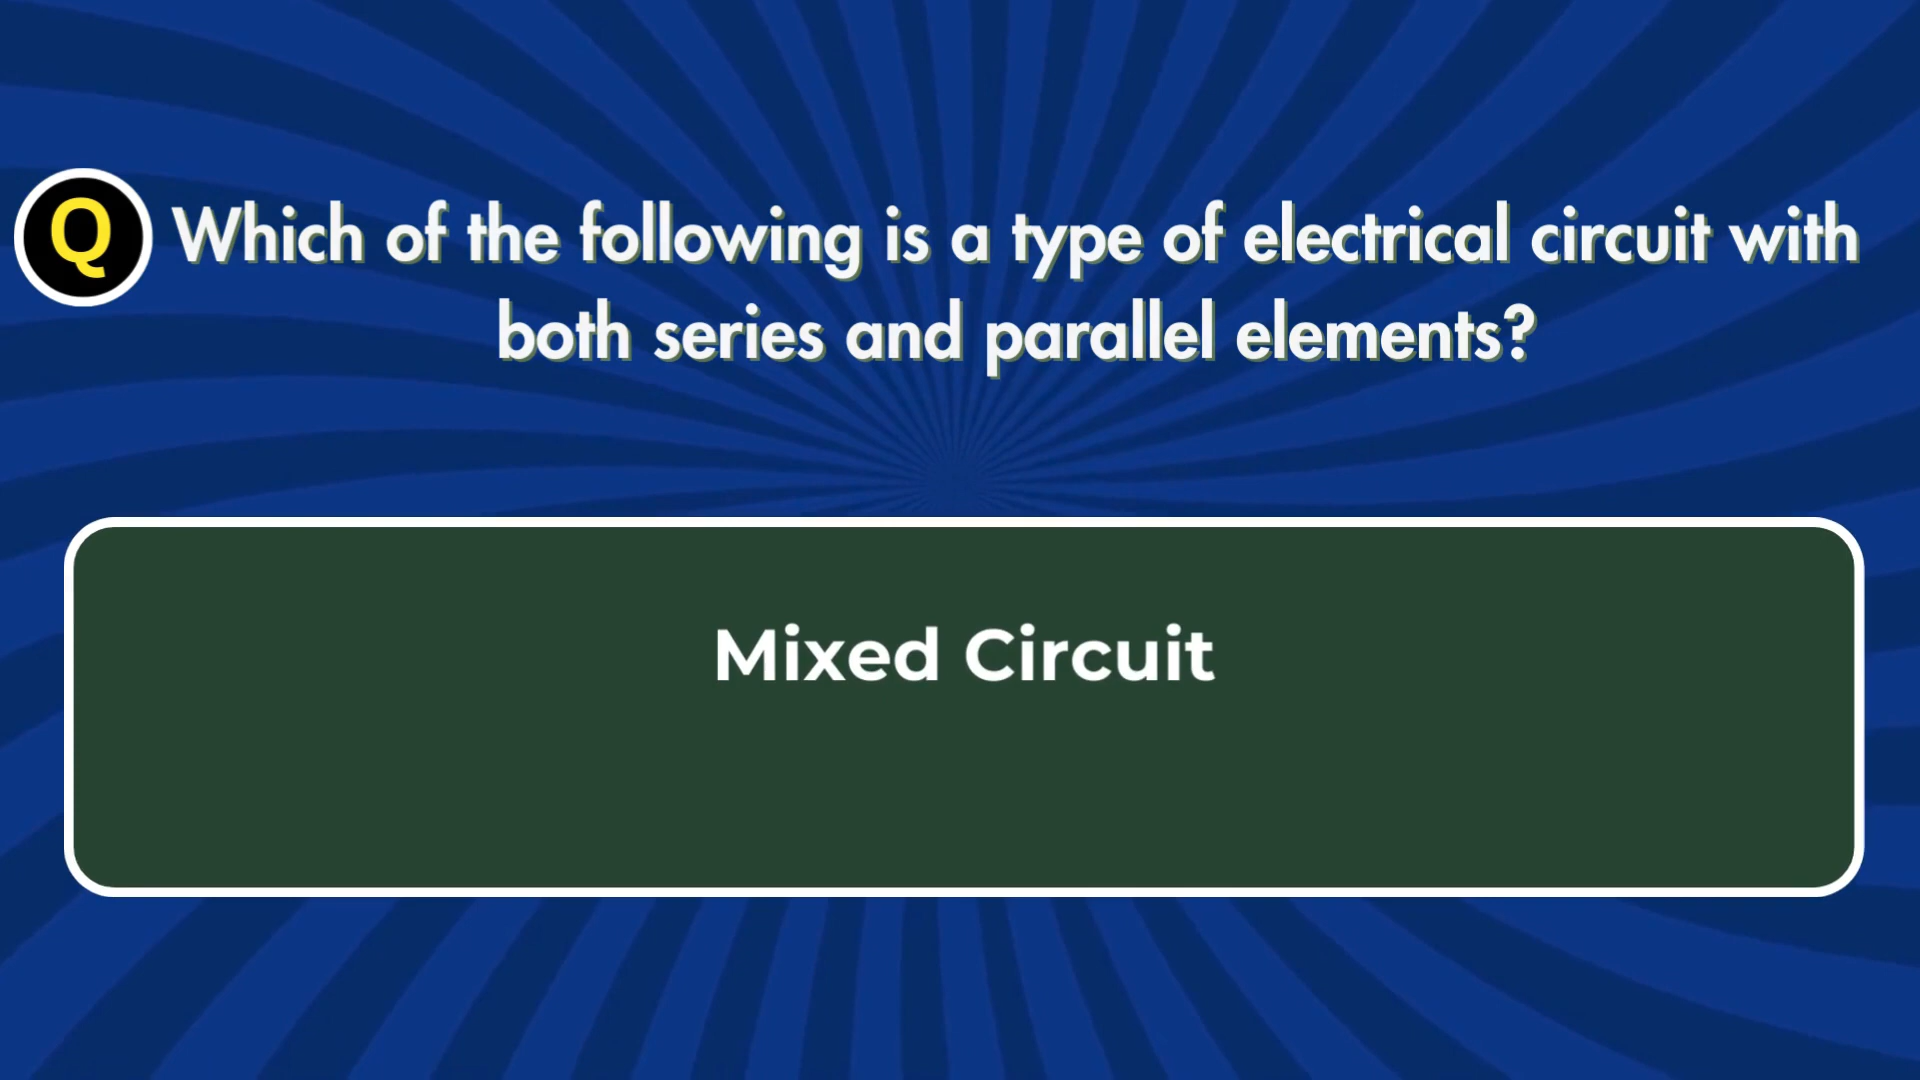 Q Which of the following is a type of electrical circuit with
both series and parallel elements?
Mixed Circuit